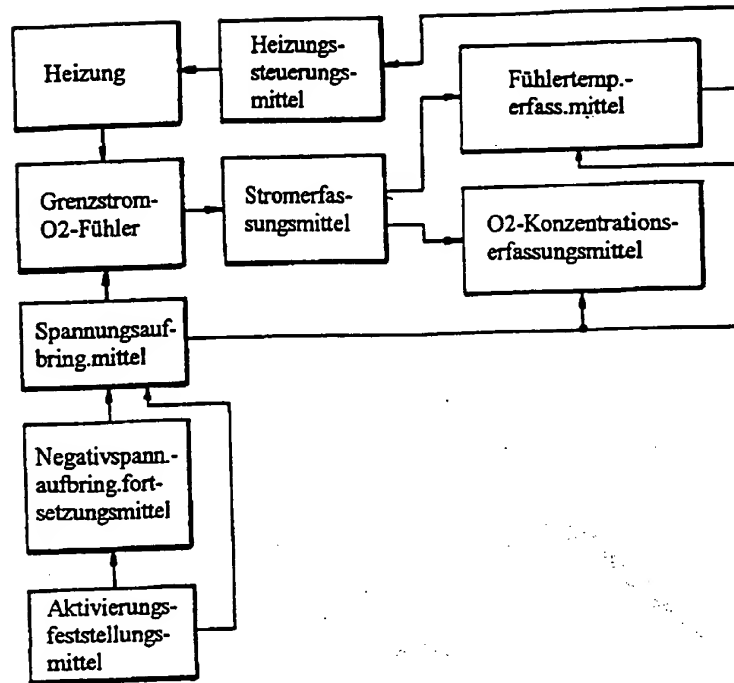 Heizung
Heizungs-
steuerungs-
mittel
Fühlertemp.-
erfass.mittel
Grenzstrom-
O2-Fühler
Stromerfas-
sungsmittel
O2-Konzentrations-
erfassungsmittel
Spannungsauf-
bring.mittel
Negativspann.-
aufbring.fort-
setzungsmittel
Aktivierungs-
feststellungs-
mittel